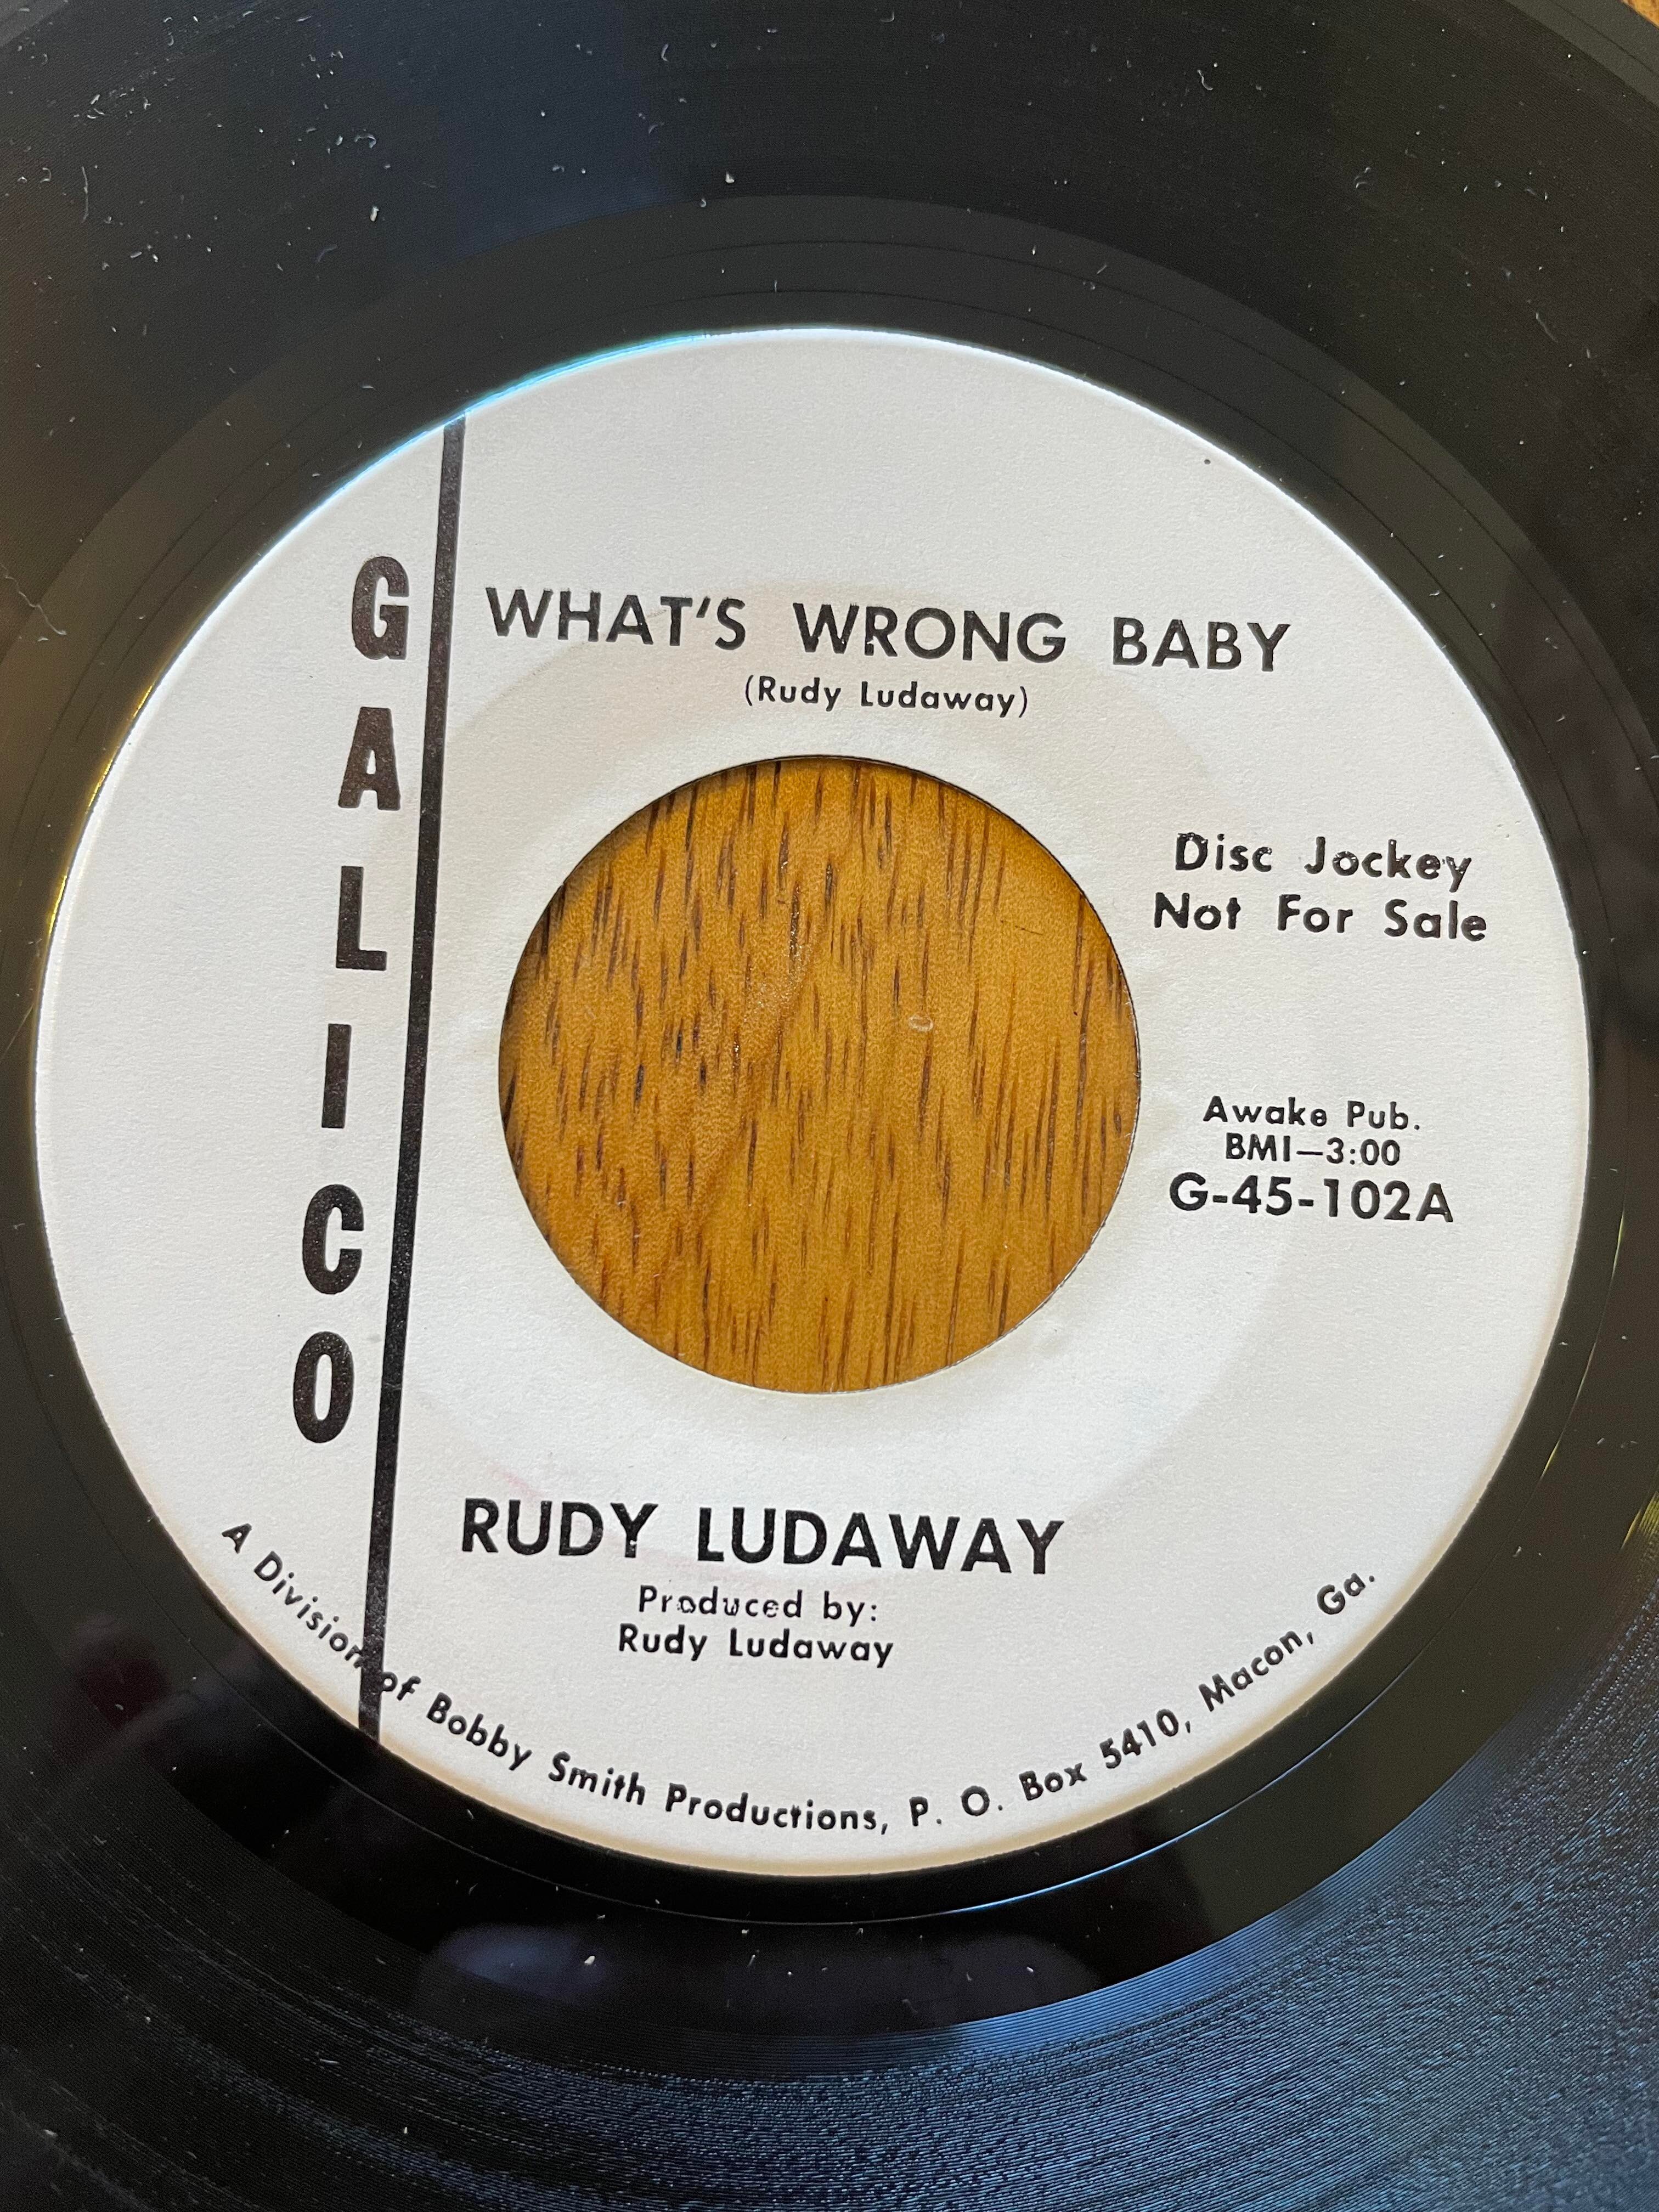 GALICO
WHAT'S WRONG BABY
(Rudy Ludaway)
Disc Jockey
Not For Sale
Awake Pub.
BMI—3:00
G-45-102A
RUDY LUDAWAY
Produced by:
Rudy Ludaway
A Division of Bobby Smith Productions, P. O. Box 5410, Macon, Ga.